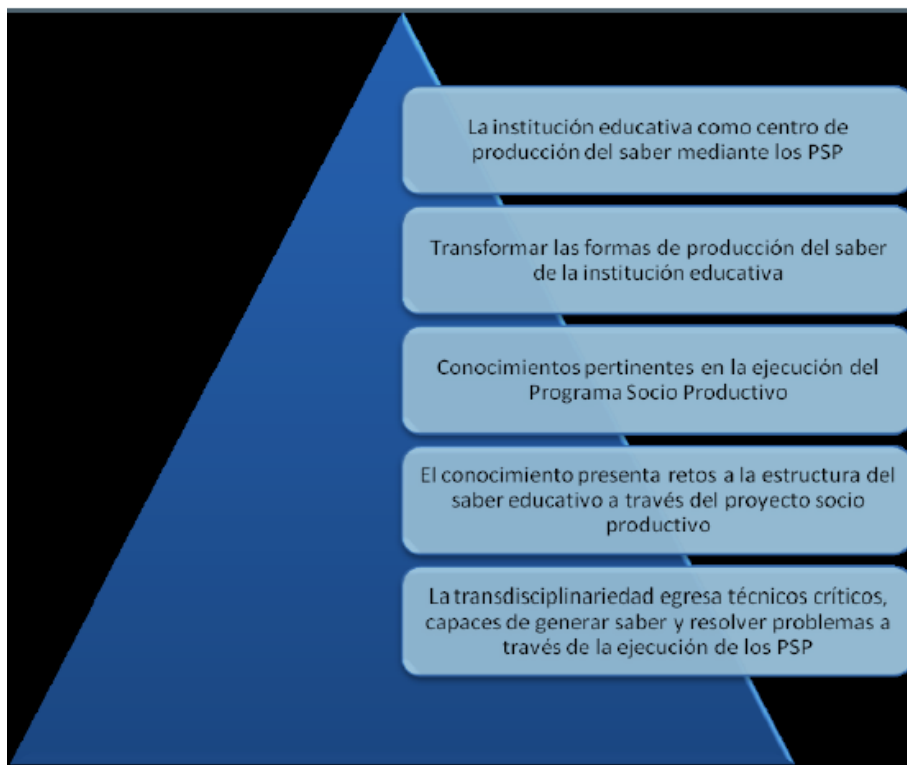 La institución educativa como centro de
producción del saber mediante los PSP
Transformar las formas de producción del saber
de la institución educativa
Conocimientos pertinentes en la ejecución del
Programa Socio Productivo
El conocimiento presenta retos a la estructura del
saber educativo a través del proyecto socio
productivo
La transdisciplinariedad egresa técnicos críticos,
capaces de generar saber y resolver problemas a
través de la ejecución de los PSP